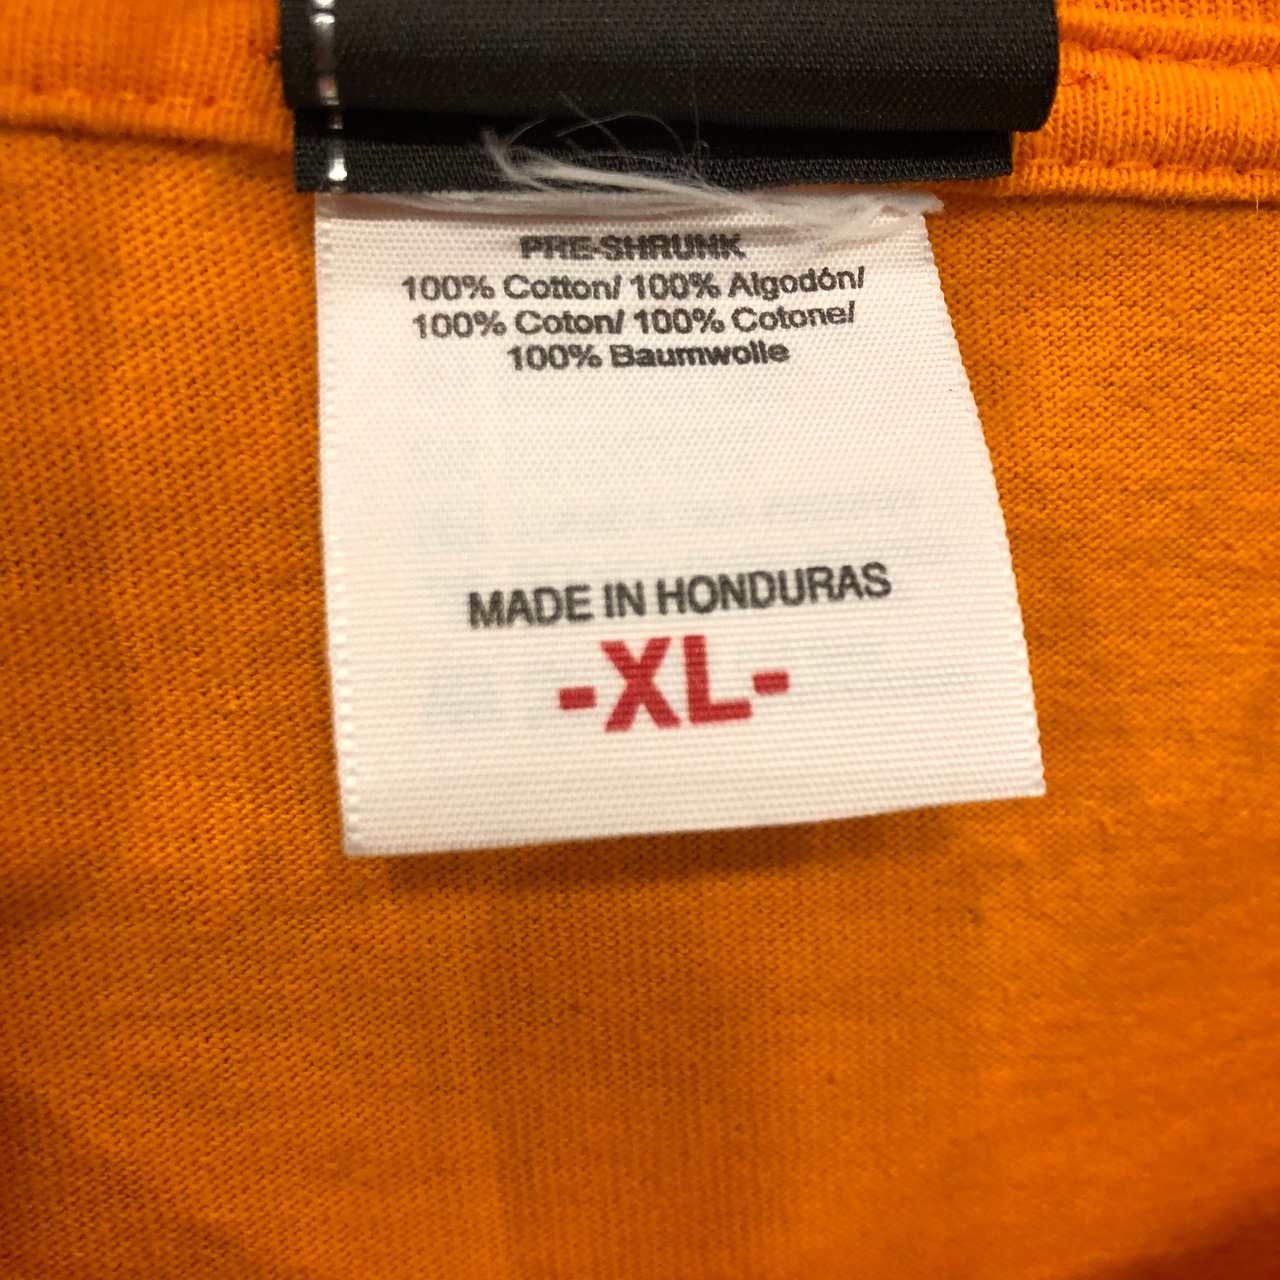 PRE-SHRUNK
100% Cotton/ 100% Algodón/
100% Coton/ 100% Cotone/
100% Baumwolle
MADE IN HONDURAS
-XL-